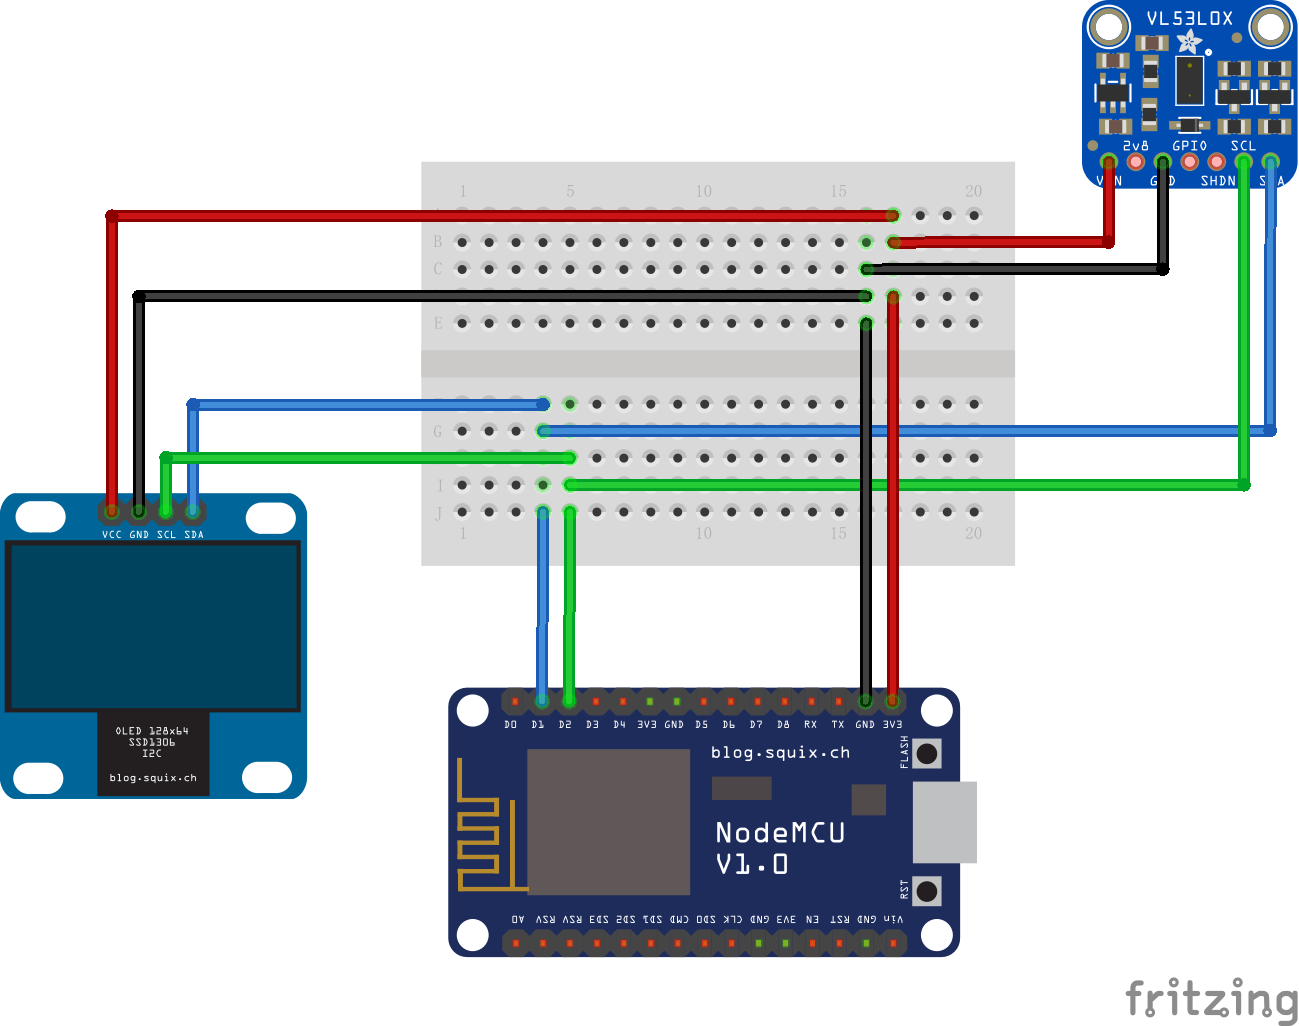 VL53L0X
2v8 GPIO SCL
SHDN
1 5 10 15 20
B
C
E
G
I
J
1 10 15 20
VCC GND SCL SDA
OLED 128x64
SSD1306
I2C
blog.squix.ch
D0 D1 D2 D3 D4 3V3 GND D5 D6 D7 D8 RX TX GND 3V3
blog.squix.ch
FLASH
NodeMCU
V1.0
RST
A0 RSV RSV SD3 SD2 SD1 CMD SD0 CLK GND 3V3 EN RST GND Vin
fritzing